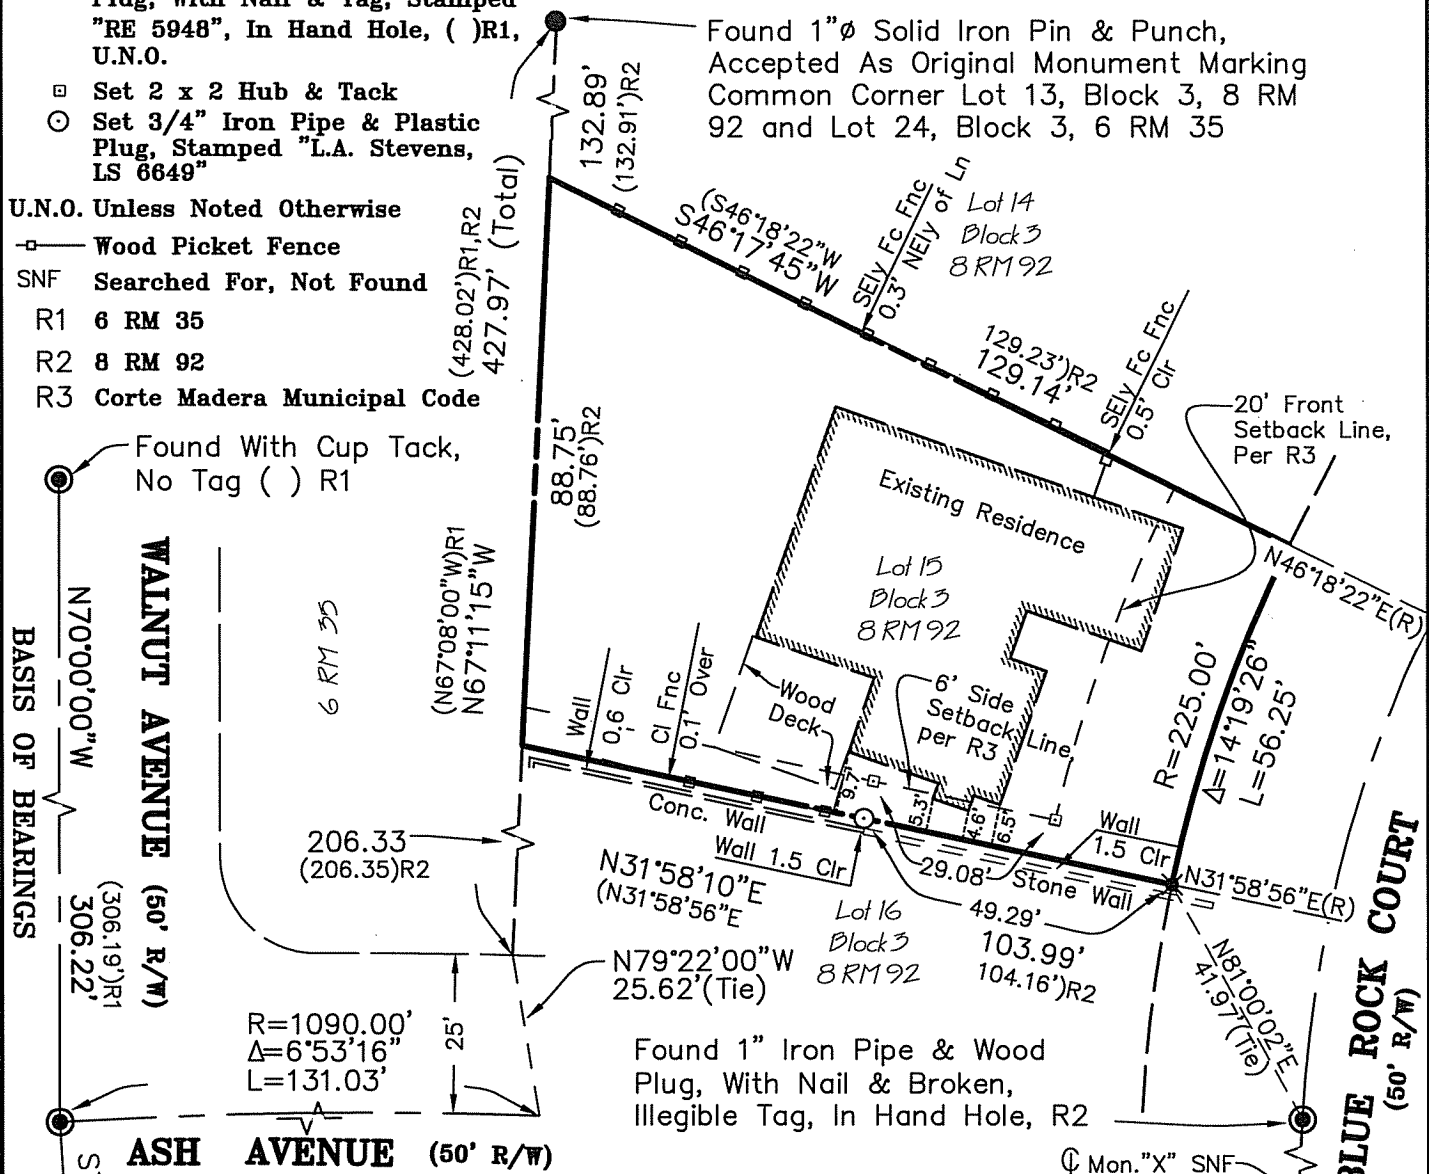 Plug, With Nail & Tag, Stamped
"RE 5948", In Hand Hole, ( )R1,
U.N.O.
Set 2 x 2 Hub & Tack
Set 3/4" Iron Pipe & Plastic
Plug, Stamped "L.A. Stevens,
LS 6649"
U.N.O. Unless Noted Otherwise
Wood Picket Fence
SNF Searched For, Not Found
R1 6 RM 35
R2 8 RM 92
R3 Corte Madera Municipal Code
Found With Cup Tack,
No Tag ( ) R1
Found 1"ø Solid Iron Pin & Punch,
Accepted As Original Monument Marking
Common Corner Lot 13, Block 3, 8 RM
92 and Lot 24, Block 3, 6 RM 35
132.89'
(132.91')R2
(428.02')R1,R2
427.97' (Total)
(S46°18'22"W
S46°17'45"W
SEly Fc Fnc
0.3' NEly of Ln
Lot 14
Block 3
8 RM 92
129.23')R2
129.14'
SEly Fc Fnc
0.5' Clr
20' Front
Setback Line,
Per R3
88.75'
(88.76')R2
(N67°08'00"W)R1
N67°11'15"W
Existing Residence
Lot 15
Block 3
8 RM 92
N46°18'22"E(R)
R=225.00'
Δ=14°19'26"
L=56.25'
Wood
Deck
6' Side
Setback Line,
per R3
Wall
0.6' Clr
Cl Fnc
0.1' Over
9.7'
5.3'
4.6'
6.5'
Conc. Wall
Wall 1.5 Clr
Wall
1.5 Clr
29.08'
Stone Wall
N31°58'10"E
(N31°58'56"E
49.29'
103.99'
104.16')R2
N31°58'56"E(R)
Lot 16
Block 3
8 RM 92
N79°22'00"W
25.62'(Tie)
206.33
(206.35)R2
6 RM 35
WALNUT AVENUE (50' R/W)
N70°00'00"W
BASIS OF BEARINGS
(306.19')R1
306.22'
R=1090.00'
Δ=6°53'16"
L=131.03'
25'
ASH AVENUE (50' R/W)
Found 1" Iron Pipe & Wood
Plug, With Nail & Broken,
Illegible Tag, In Hand Hole, R2
N81°00'02"E
41.97'(Tie)
BLUE ROCK COURT
(50' R/W)
℄ Mon."X" SNF